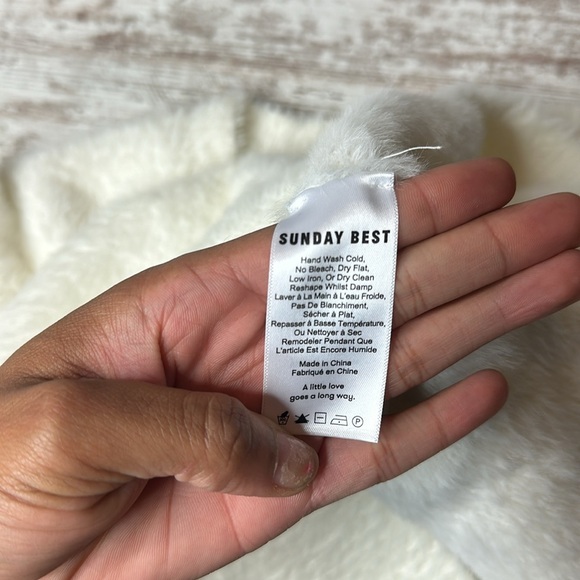 SUNDAY BEST
Hand Wash Cold,
No Bleach, Dry Flat,
Low Iron, Or Dry Clean
Reshape Whilst Damp
Laver à La Main à L'eau Froide,
Pas De Blanchiment,
Sécher à Plat,
Repasser à Basse Température,
Ou Nettoyer à Sec
Remodeler Pendant Que
L'article Est Encore Humide
Made in China
Fabriqué en Chine
A little love
goes a long way.
P